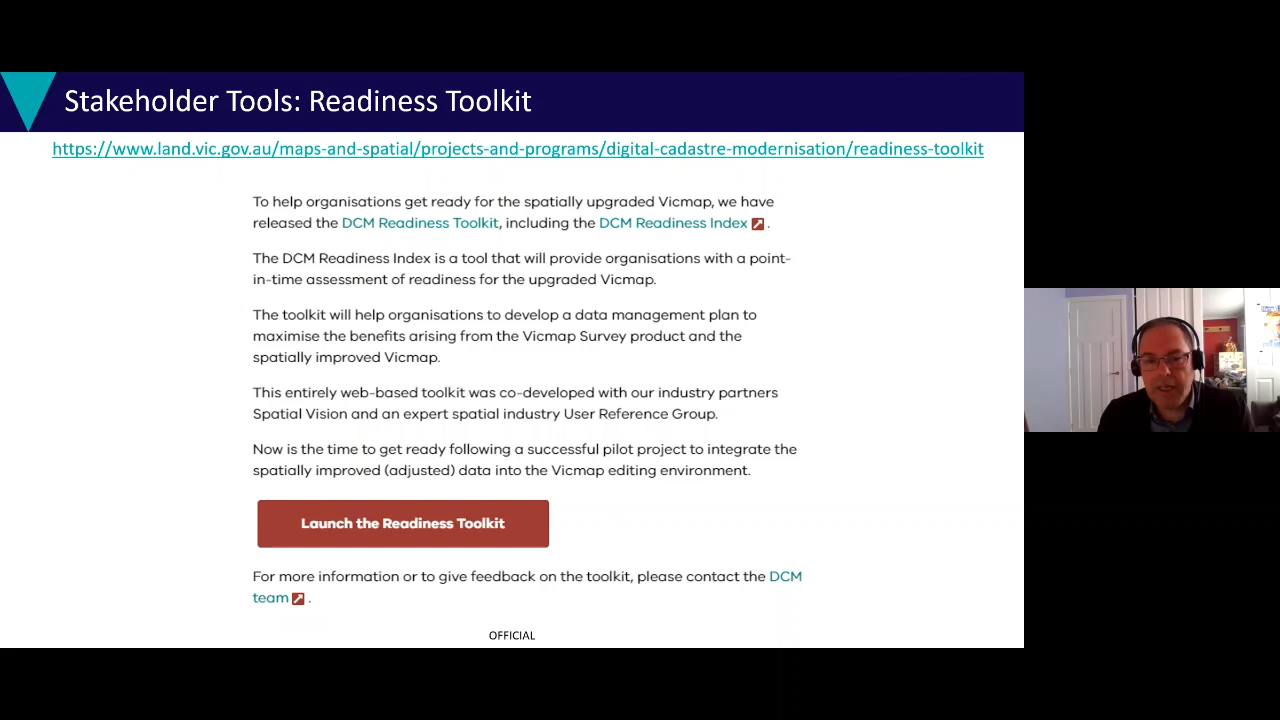 Stakeholder Tools: Readiness Toolkit
https://www.land.vic.gov.au/maps-and-spatial/projects-and-programs/digital-cadastre-modernisation/readiness-toolkit
To help organisations get ready for the spatially upgraded Vicmap, we have
released the DCM Readiness Toolkit, including the DCM Readiness Index .
The DCM Readiness Index is a tool that will provide organisations with a point-
in-time assessment of readiness for the upgraded Vicmap.
The toolkit will help organisations to develop a data management plan to
maximise the benefits arising from the Vicmap Survey product and the
spatially improved Vicmap.
This entirely web-based toolkit was co-developed with our industry partners
Spatial Vision and an expert spatial industry User Reference Group.
Now is the time to get ready following a successful pilot project to integrate the
spatially improved (adjusted) data into the Vicmap editing environment.
Launch the Readiness Toolkit
For more information or to give feedback on the toolkit, please contact the DCM
team .
OFFICIAL